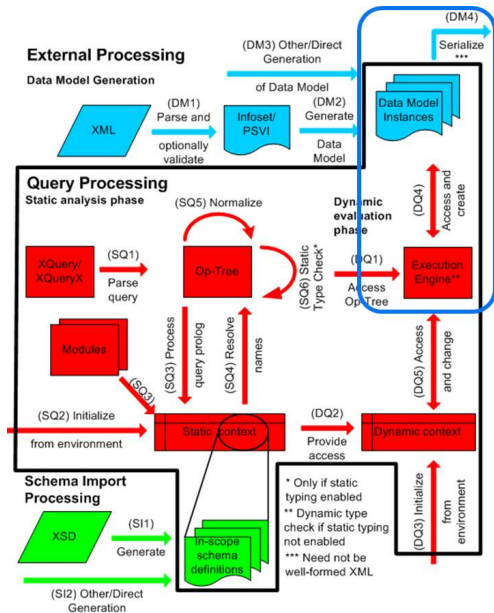 External Processing
Data Model Generation
(DM4)
Serialize
***
(DM3) Other/Direct
Generation
of Data Model
XML
(DM1)
Parse and
optionally
validate
Infoset/
PSVI
(DM2)
Generate
Data
Model
Data Model
Instances
Query Processing
Static analysis phase
(SQ5) Normalize
Dynamic
evaluation
phase
(DQ4)
Access and
create
XQuery/
XQueryX
(SQ1)
Parse
query
Op-Tree
(SQ6) Static
Type Check*
(DQ1)
Access
Op-Tree
Execution
Engine**
Modules
(SQ3)
(SQ3) Process
query prolog
(SQ4) Resolve
names
(DQ5) Access
and change
(SQ2) Initialize
from environment
Static context
(DQ2)
Provide
access
Dynamic context
Schema Import
Processing
XSD
(SI1)
Generate
(SI2) Other/Direct
Generation
In-scope
schema
definitions
* Only if static
typing enabled
** Dynamic type
check if static typing
not enabled
*** Need not be
well-formed XML
(DQ3) Initialize
from
environment